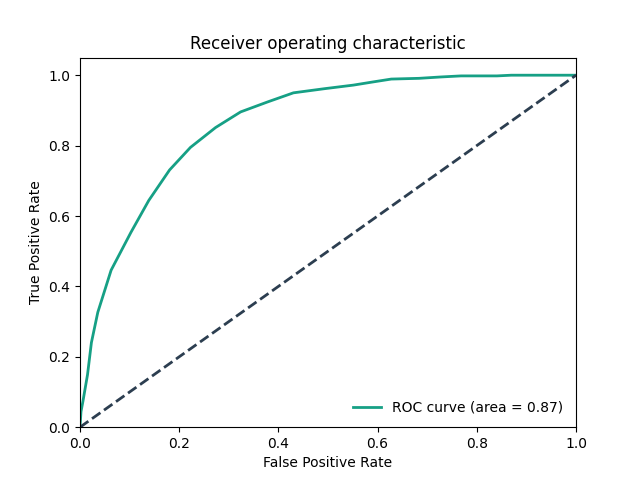 Receiver operating characteristic
1.0
0.8
0.6
0.4
0.2
0.0
True Positive Rate
ROC curve (area = 0.87)
0.0 0.2 0.4 0.6 0.8 1.0
False Positive Rate